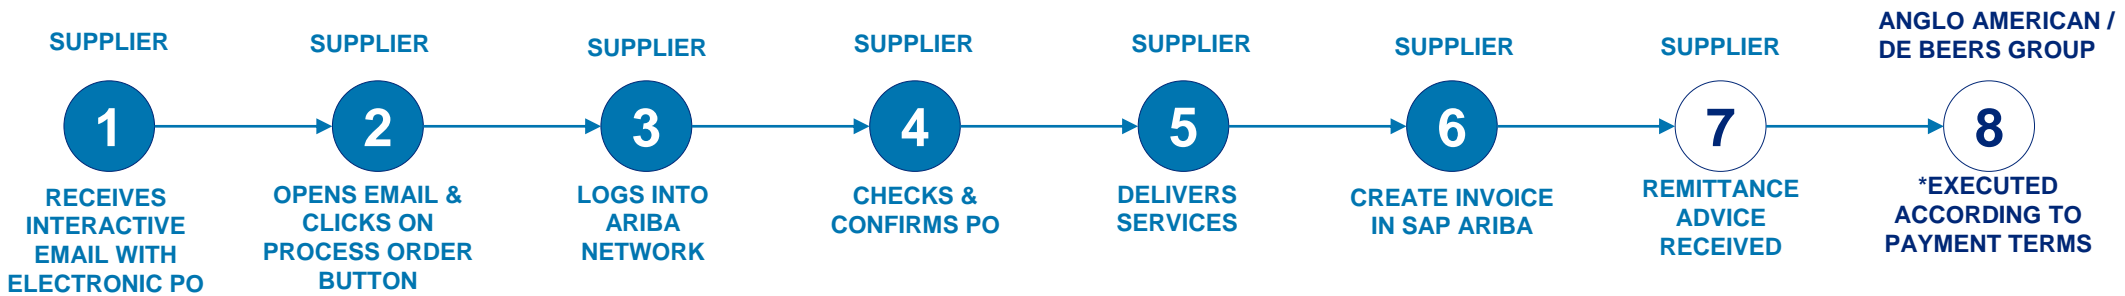 SUPPLIER
1
RECEIVES
INTERACTIVE
EMAIL WITH
ELECTRONIC PO
SUPPLIER
2
OPENS EMAIL &
CLICKS ON
PROCESS ORDER
BUTTON
SUPPLIER
3
LOGS INTO
ARIBA
NETWORK
SUPPLIER
4
CHECKS &
CONFIRMS PO
SUPPLIER
5
DELIVERS
SERVICES
SUPPLIER
6
CREATE INVOICE
IN SAP ARIBA
SUPPLIER
7
REMITTANCE
ADVICE
RECEIVED
ANGLO AMERICAN /
DE BEERS GROUP
8
*EXECUTED
ACCORDING TO
PAYMENT TERMS